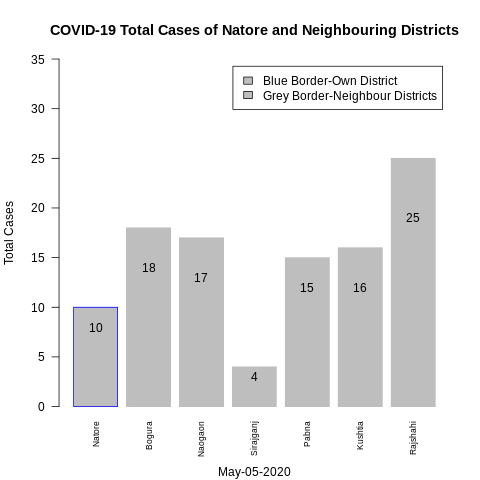 COVID-19 Total Cases of Natore and Neighbouring Districts
Blue Border-Own District
Grey Border-Neighbour Districts
Total Cases
35
30
25
20
15
10
5
0
10
18
17
4
15
16
25
Natore
Bogura
Naogaon
Sirajganj
Pabna
Kushtia
Rajshahi
May-05-2020